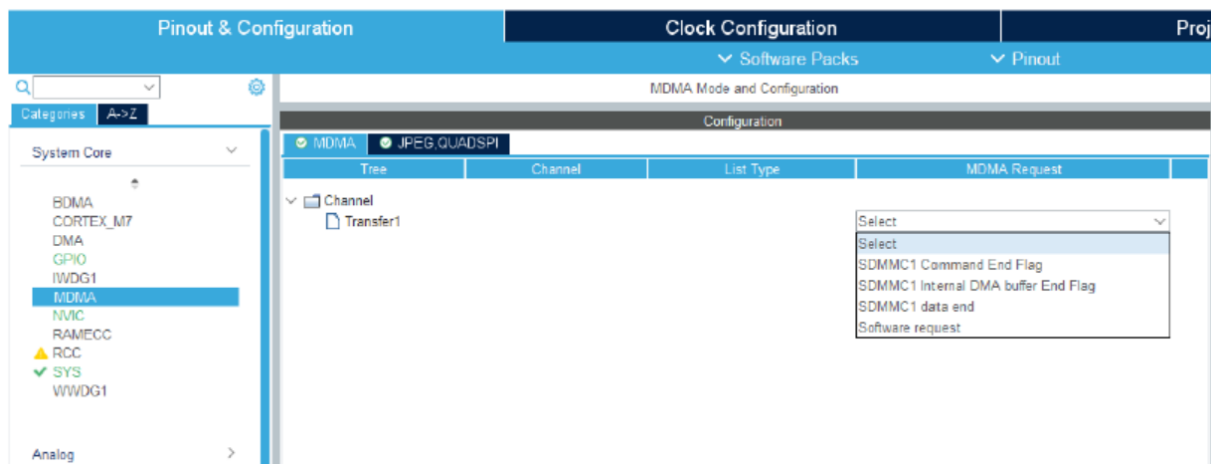 Pinout & Configuration
Clock Configuration
Proj
Software Packs
Pinout
MDMA Mode and Configuration
Categories
A->Z
Configuration
System Core
MDMA
JPEG,QUADSPI
Tree
Channel
List Type
MDMA Request
BDMA
CORTEX_M7
DMA
GPIO
IWDG1
MDMA
NVIC
RAMECC
RCC
SYS
WWDG1
Analog
Channel
Transfer1
Select
Select
SDMMC1 Command End Flag
SDMMC1 Internal DMA buffer End Flag
SDMMC1 data end
Software request